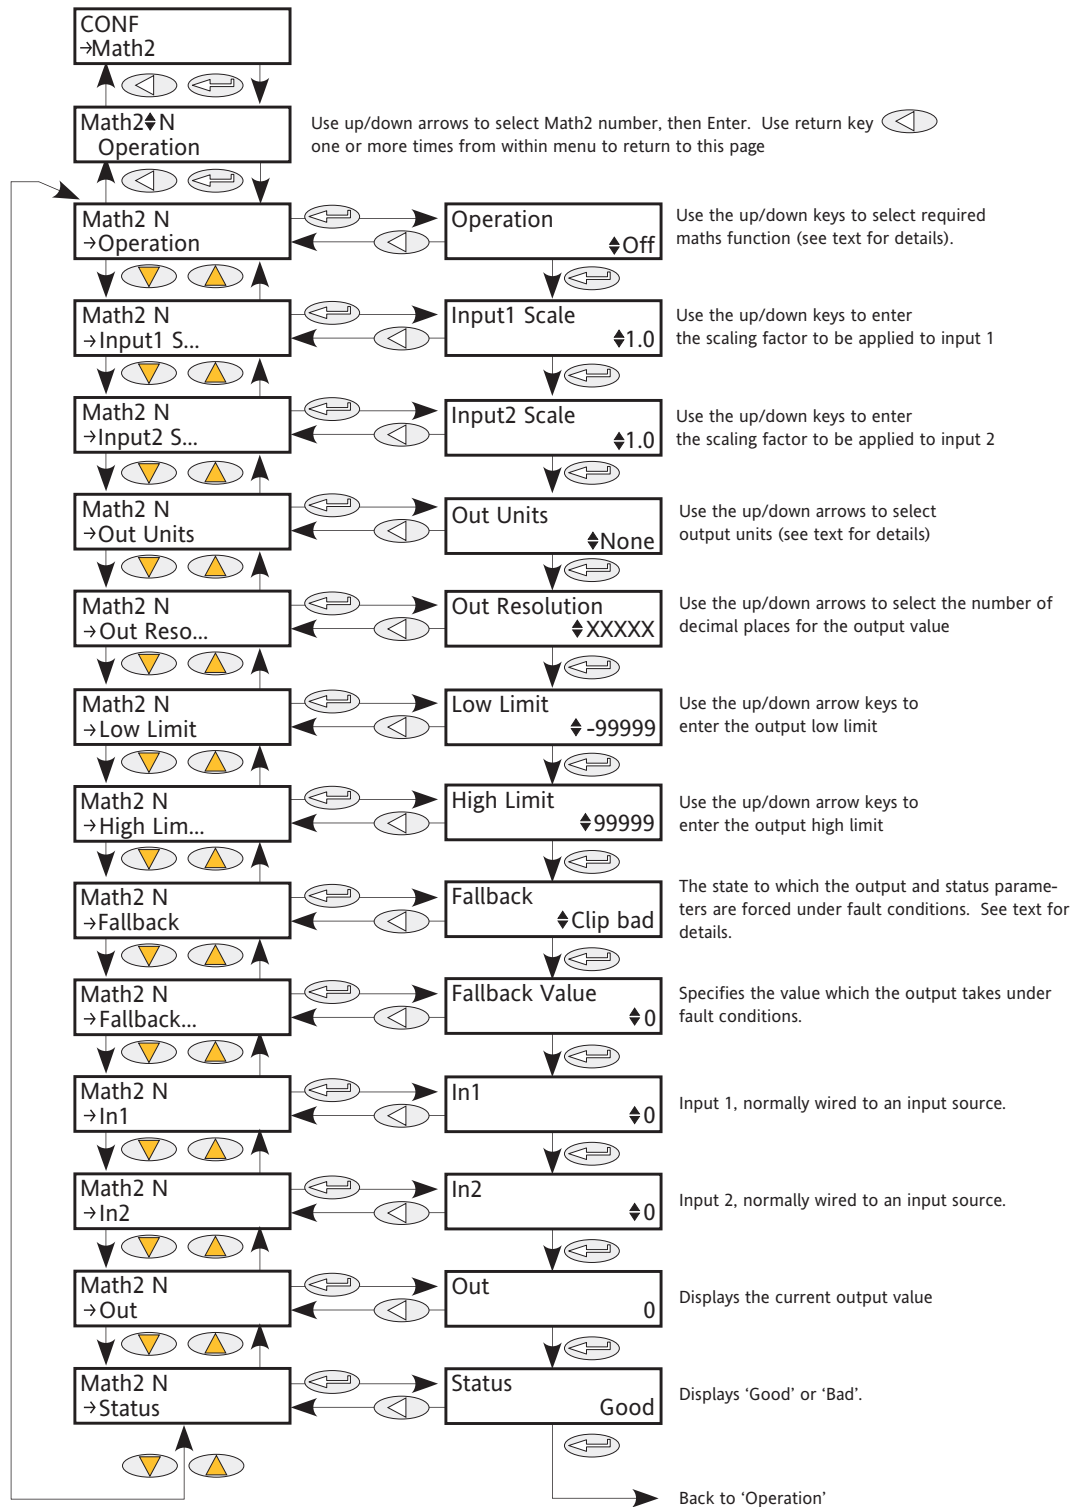 CONF
→Math2
Math2♦N
Operation
Use up/down arrows to select Math2 number, then Enter. Use return key
one or more times from within menu to return to this page
Math2 N
→Operation
Operation
♦Off
Use the up/down keys to select required
maths function (see text for details).
Math2 N
→Input1 S...
Input1 Scale
♦1.0
Use the up/down keys to enter
the scaling factor to be applied to input 1
Math2 N
→Input2 S...
Input2 Scale
♦1.0
Use the up/down keys to enter
the scaling factor to be applied to input 2
Math2 N
→Out Units
Out Units
♦None
Use the up/down arrows to select
output units (see text for details)
Math2 N
→Out Reso...
Out Resolution
♦XXXXX
Use the up/down arrows to select the number of
decimal places for the output value
Math2 N
→Low Limit
Low Limit
♦-99999
Use the up/down arrow keys to
enter the output low limit
Math2 N
→High Lim...
High Limit
♦99999
Use the up/down arrow keys to
enter the output high limit
Math2 N
→Fallback
Fallback
♦Clip bad
The state to which the output and status parame-
ters are forced under fault conditions. See text for
details.
Math2 N
→Fallback...
Fallback Value
♦0
Specifies the value which the output takes under
fault conditions.
Math2 N
→In1
In1
♦0
Input 1, normally wired to an input source.
Math2 N
→In2
In2
♦0
Input 2, normally wired to an input source.
Math2 N
→Out
Out
0
Displays the current output value
Math2 N
→Status
Status
Good
Displays ‘Good’ or ‘Bad’.
Back to ‘Operation’